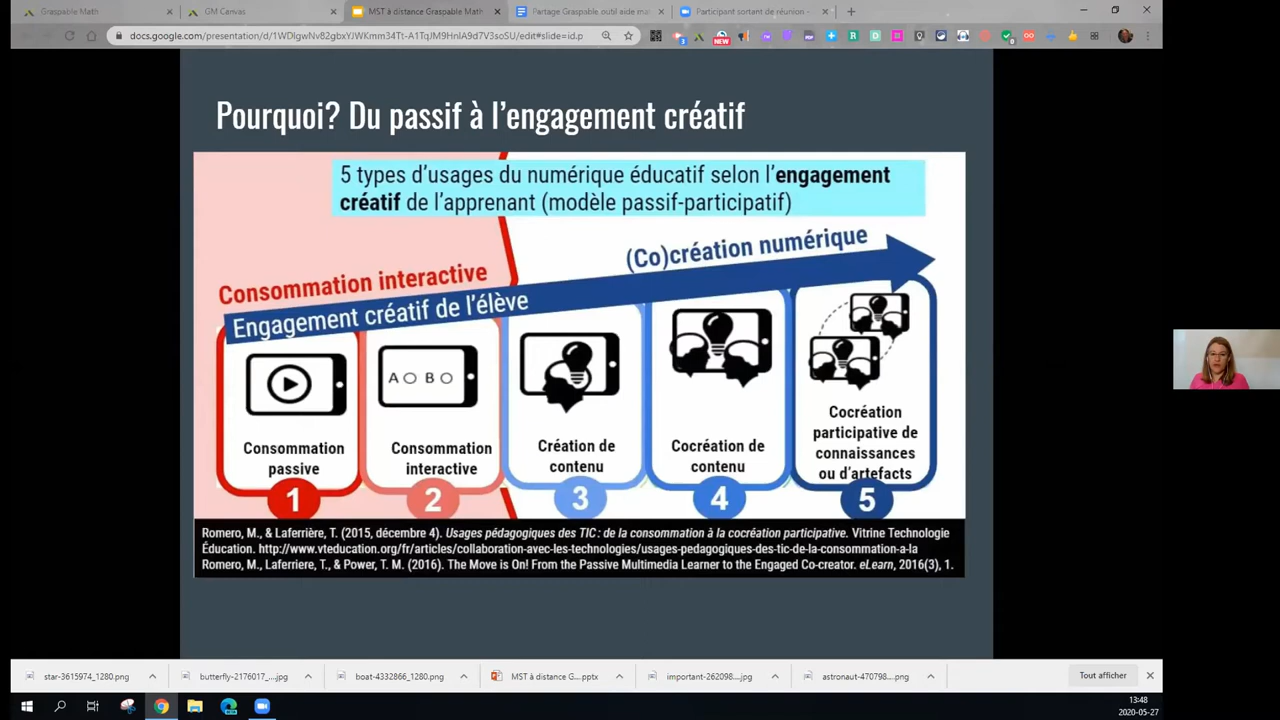 Graspable Math
GM Canvas
MST à distance Graspable Math
Partage Graspable outil aide ma
Participant sortant de réunion -
docs.google.com/presentation/d/1WDlgwNv8ZgbxYJWKmm34Tt-A1TqJM9HnIA9d7V3soSU/edit#slide=id.p
NEW
Pourquoi? Du passif à l'engagement créatif
5 types d'usages du numérique éducatif selon l'engagement
créatif de l'apprenant (modèle passif-participatif)
(Co)création numérique
Consommation interactive
Engagement créatif de l'élève
A B
Consommation
passive
1
Consommation
interactive
2
Création de
contenu
3
Cocréation de
contenu
4
Cocréation
participative de
connaissances
ou d'artefacts
5
Romero, M., & Laferrière, T. (2015, décembre 4). Usages pédagogiques des TIC : de la consommation à la cocréation participative. Vitrine Technologie
Éducation. http://www.vteducation.org/fr/articles/collaboration-avec-les-technologies/usages-pedagogiques-des-tic-de-la-consommation-a-la
Romero, M., Laferriere, T., & Power, T. M. (2016). The Move is On! From the Passive Multimedia Learner to the Engaged Co-creator. eLearn, 2016(3), 1.
star-3615974_1280.png
butterfly-2176017_...jpg
boat-4332866_1280.png
MST à distance G....pptx
important-262098....jpg
astronaut-470798....png
Tout afficher
13:48
2020-05-27